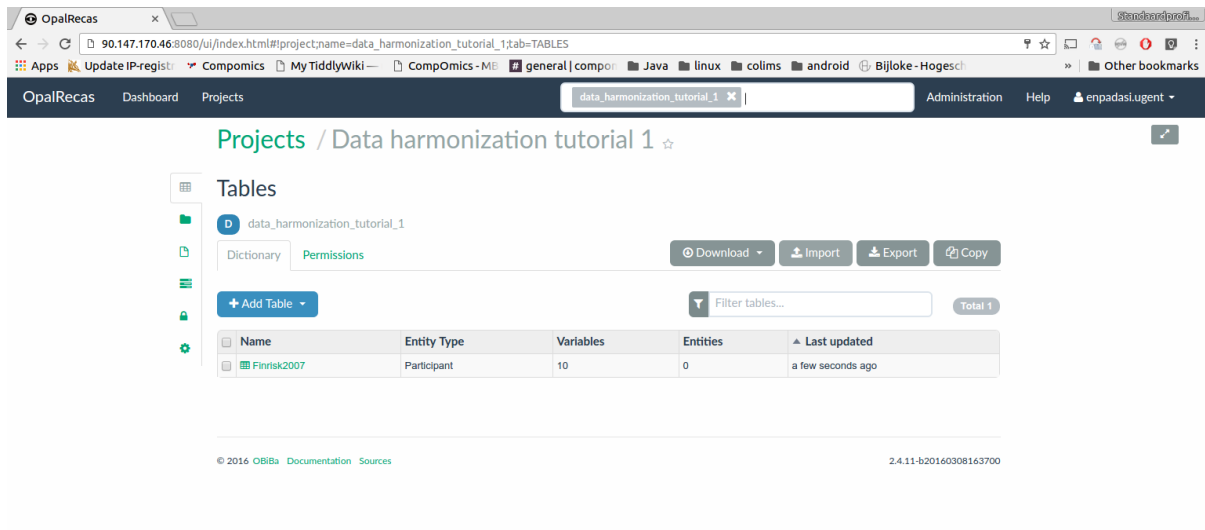 OpalRecas
Standaardprofi...
90.147.170.46:8080/ui/index.html#!project;name=data_harmonization_tutorial_1;tab=TABLES
Apps Update IP-registr Compomics My TiddlyWiki — CompOmics - MB general | compon Java linux colims android Bijloke - Hogesch » Other bookmarks
OpalRecas Dashboard Projects data_harmonization_tutorial_1 Administration Help enpadasi.ugent
Projects / Data harmonization tutorial 1
Tables
D data_harmonization_tutorial_1
Dictionary Permissions Download Import Export Copy
+ Add Table Filter tables... Total 1
Name Entity Type Variables Entities Last updated
Finrisk2007 Participant 10 0 a few seconds ago
© 2016 OBiBa Documentation Sources 2.4.11-b20160308163700